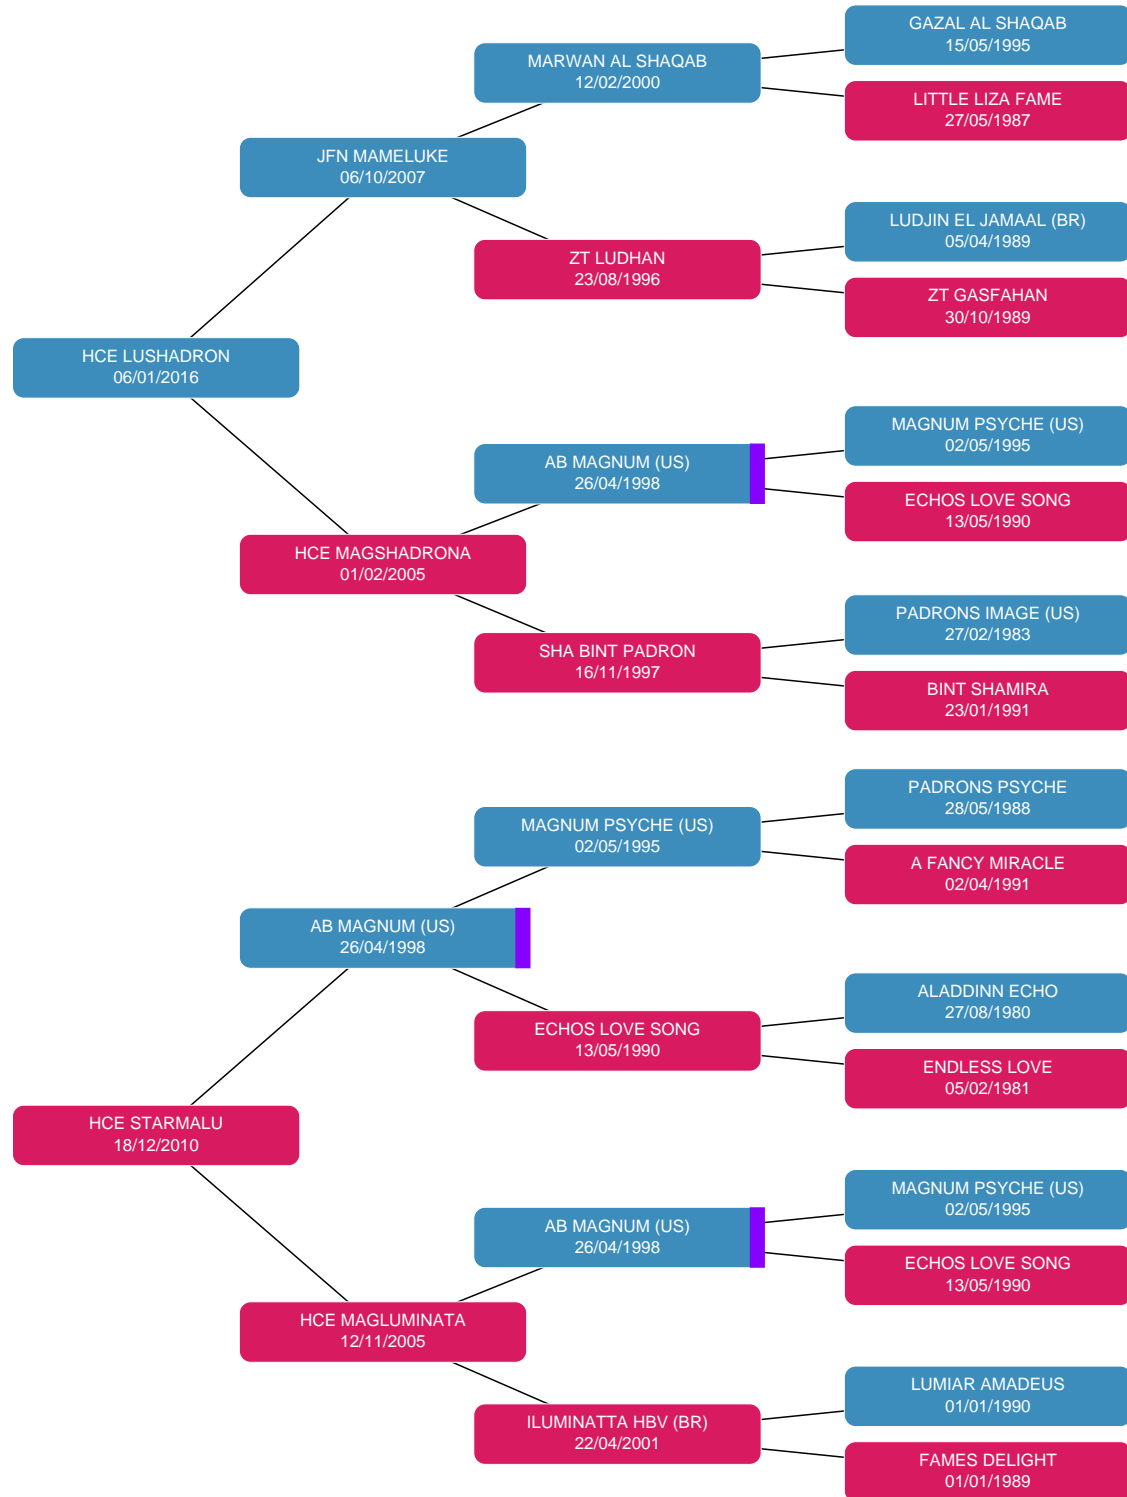 GAZAL AL SHAQAB
15/05/1995
MARWAN AL SHAQAB
12/02/2000
LITTLE LIZA FAME
27/05/1987
JFN MAMELUKE
06/10/2007
LUDJIN EL JAMAAL (BR)
05/04/1989
ZT LUDHAN
23/08/1996
ZT GASFAHAN
30/10/1989
HCE LUSHADRON
06/01/2016
MAGNUM PSYCHE (US)
02/05/1995
AB MAGNUM (US)
26/04/1998
ECHOS LOVE SONG
13/05/1990
HCE MAGSHADRONA
01/02/2005
PADRONS IMAGE (US)
27/02/1983
SHA BINT PADRON
16/11/1997
BINT SHAMIRA
23/01/1991
PADRONS PSYCHE
28/05/1988
MAGNUM PSYCHE (US)
02/05/1995
A FANCY MIRACLE
02/04/1991
AB MAGNUM (US)
26/04/1998
ALADDINN ECHO
27/08/1980
ECHOS LOVE SONG
13/05/1990
ENDLESS LOVE
05/02/1981
HCE STARMALU
18/12/2010
MAGNUM PSYCHE (US)
02/05/1995
AB MAGNUM (US)
26/04/1998
ECHOS LOVE SONG
13/05/1990
HCE MAGLUMINATA
12/11/2005
LUMIAR AMADEUS
01/01/1990
ILUMINATTA HBV (BR)
22/04/2001
FAMES DELIGHT
01/01/1989